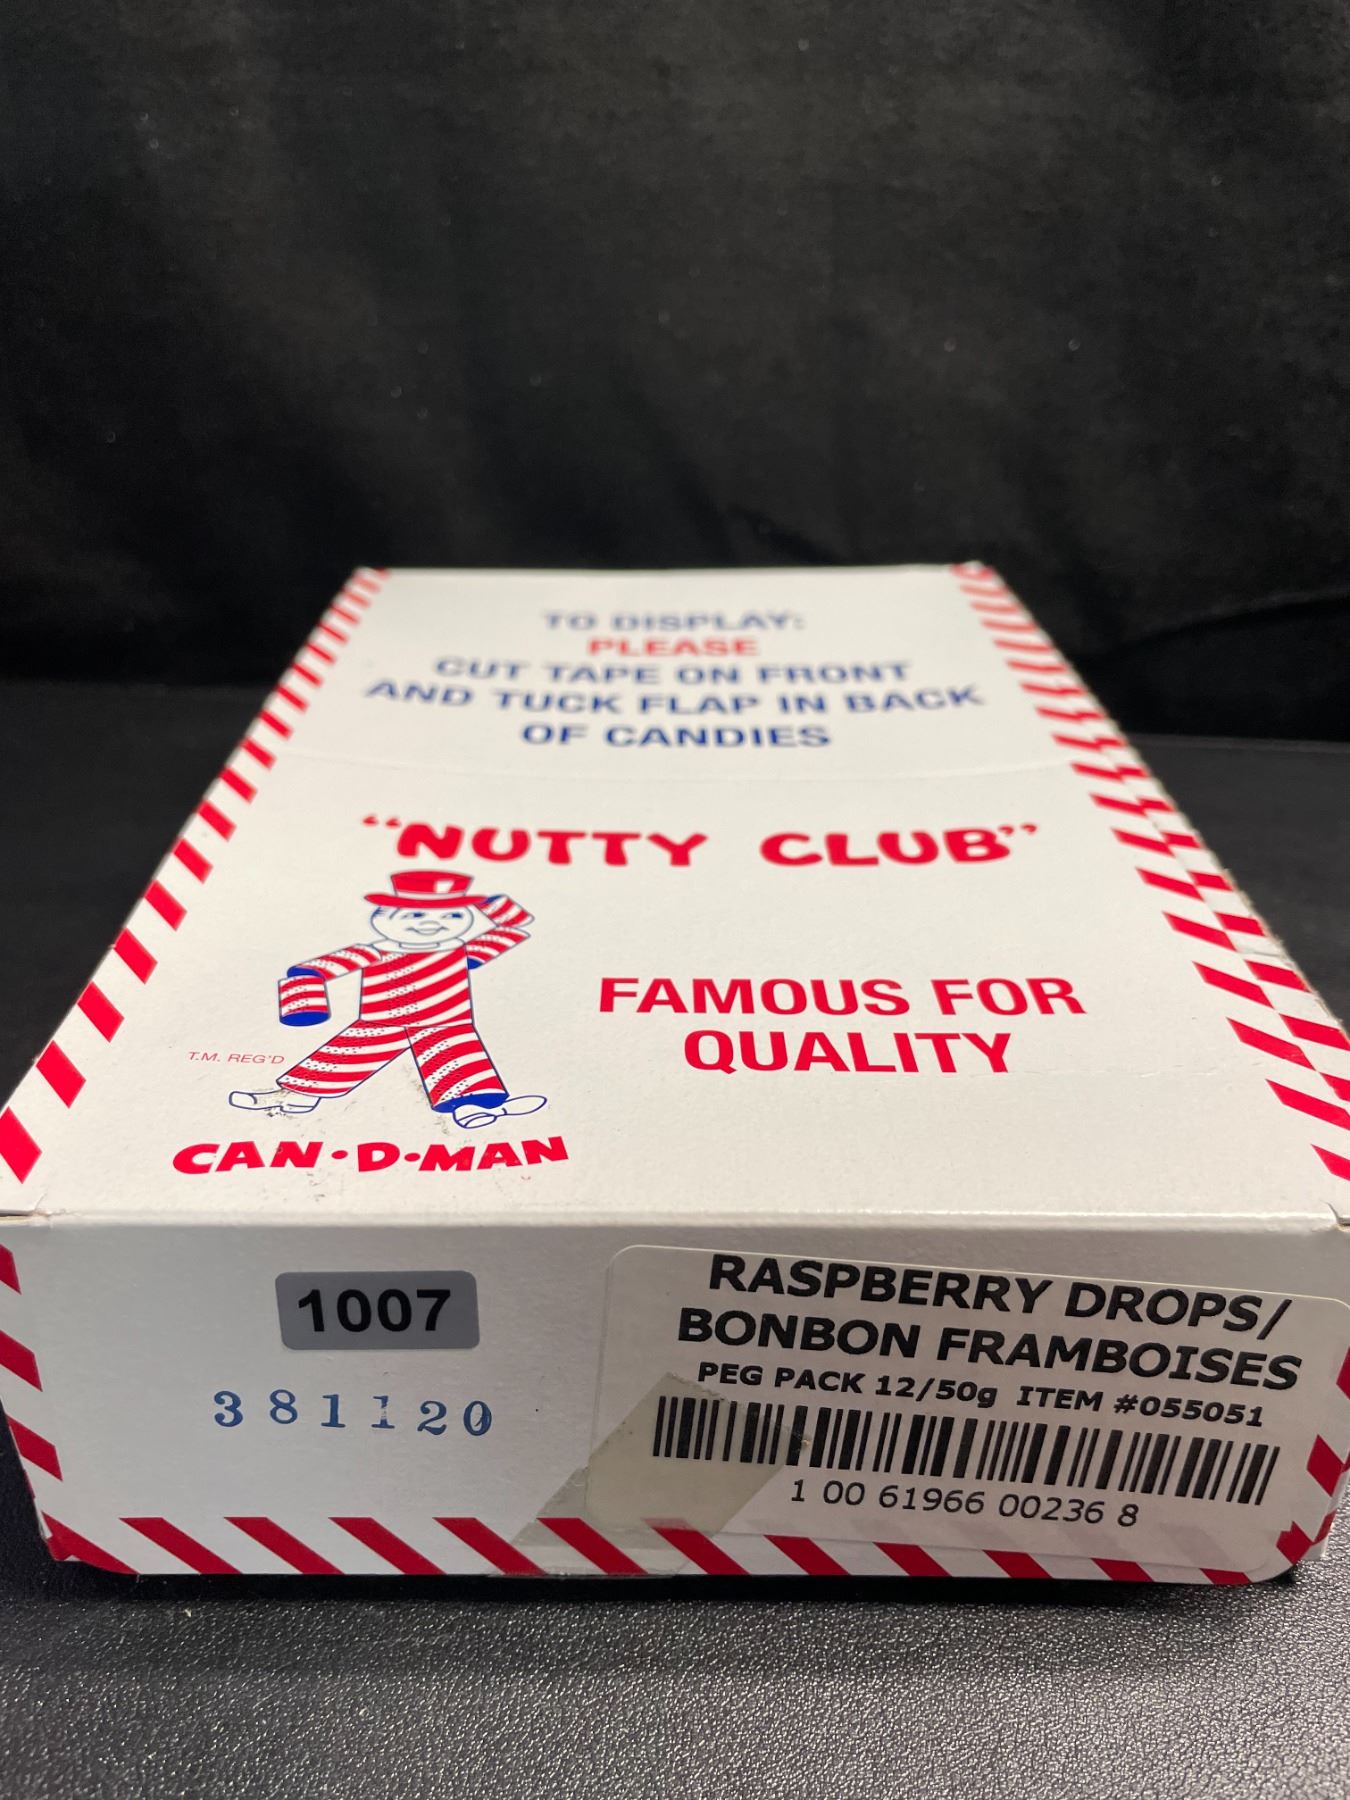 TO DISPLAY:
PLEASE
CUT TAPE ON FRONT
AND TUCK FLAP IN BACK
OF CANDIES
“NUTTY CLUB”
FAMOUS FOR
QUALITY
T.M. REG'D
CAN·D·MAN
1007
381120
RASPBERRY DROPS/
BONBON FRAMBOISES
PEG PACK 12/50g ITEM #055051
1 00 61966 00236 8